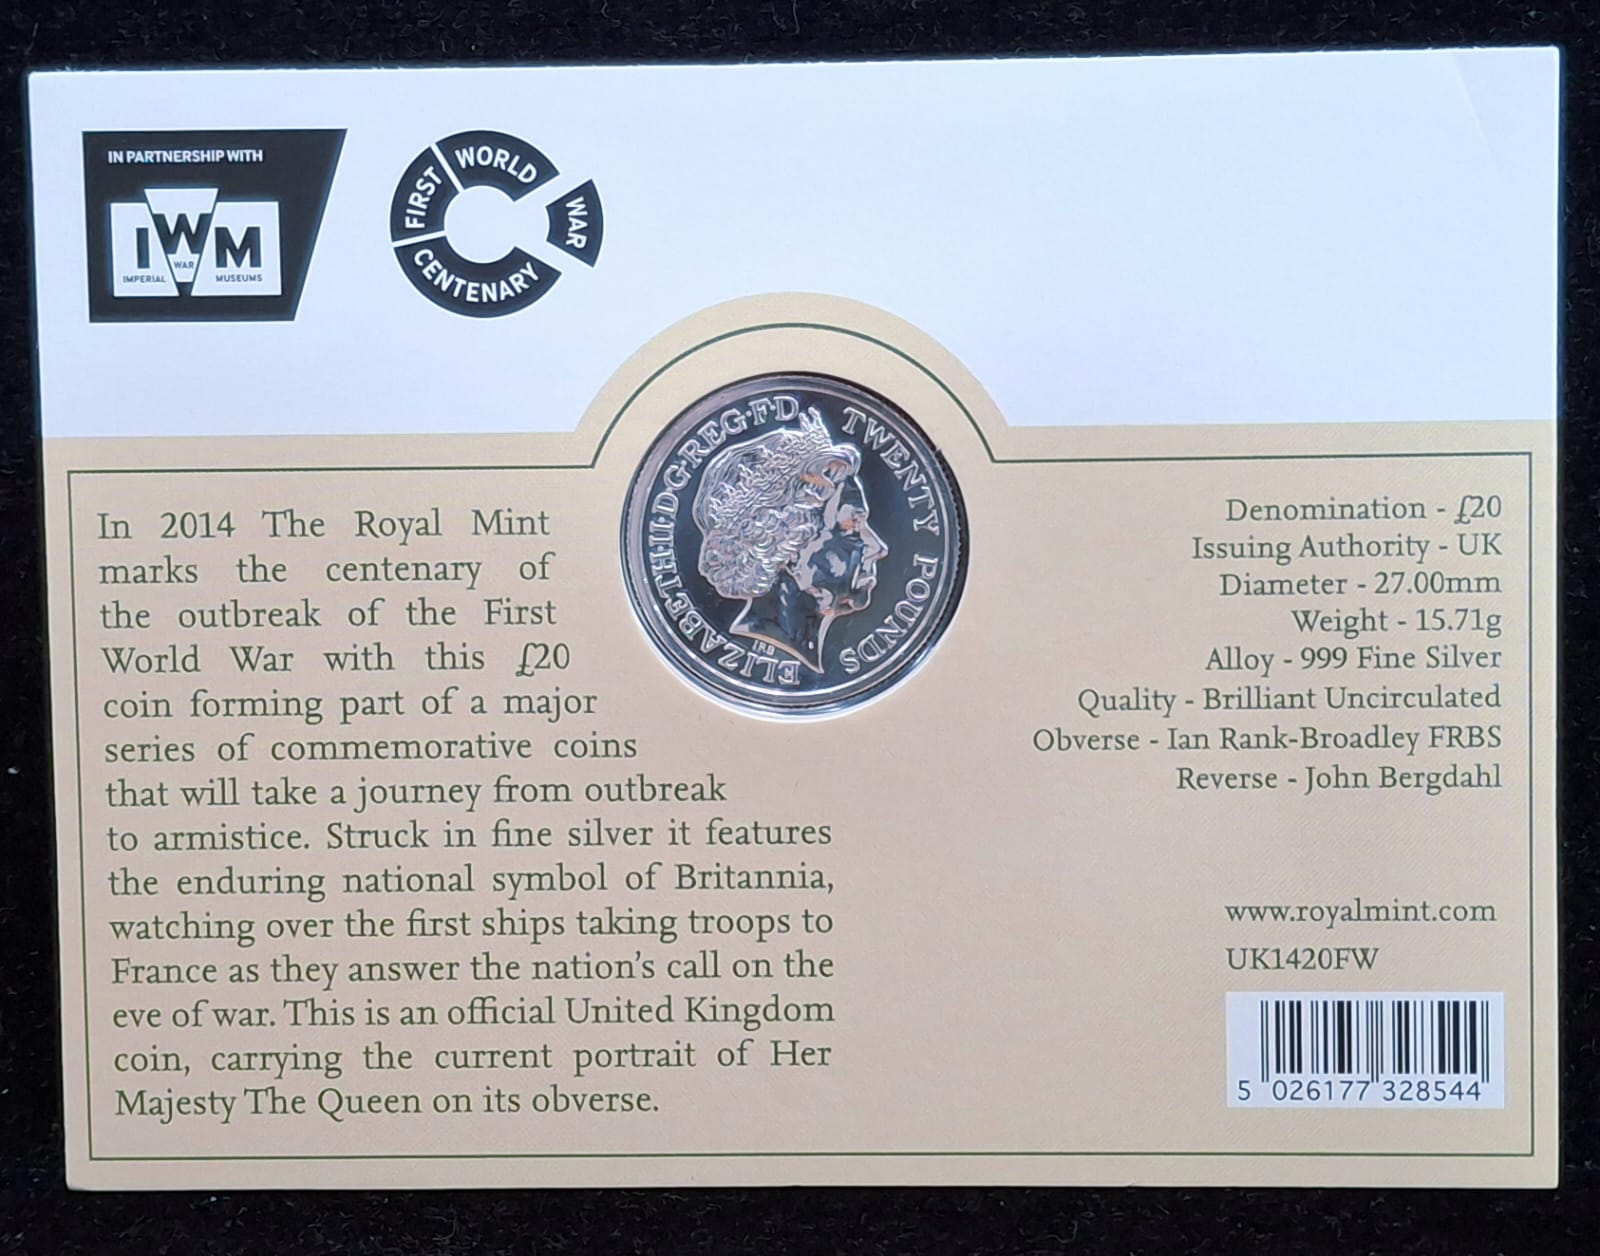 IN PARTNERSHIP WITH
IWM
IMPERIAL WAR MUSEUMS
FIRST WORLD WAR CENTENARY
ELIZABETH·II·D·G·REG·F·D TWENTY POUNDS
IRB
In 2014 The Royal Mint
marks the centenary of
the outbreak of the First
World War with this £20
coin forming part of a major
series of commemorative coins
that will take a journey from outbreak
to armistice. Struck in fine silver it features
the enduring national symbol of Britannia,
watching over the first ships taking troops to
France as they answer the nation's call on the
eve of war. This is an official United Kingdom
coin, carrying the current portrait of Her
Majesty The Queen on its obverse.
Denomination - £20
Issuing Authority - UK
Diameter - 27.00mm
Weight - 15.71g
Alloy - 999 Fine Silver
Quality - Brilliant Uncirculated
Obverse - Ian Rank-Broadley FRBS
Reverse - John Bergdahl
www.royalmint.com
UK1420FW
5 026177 328544